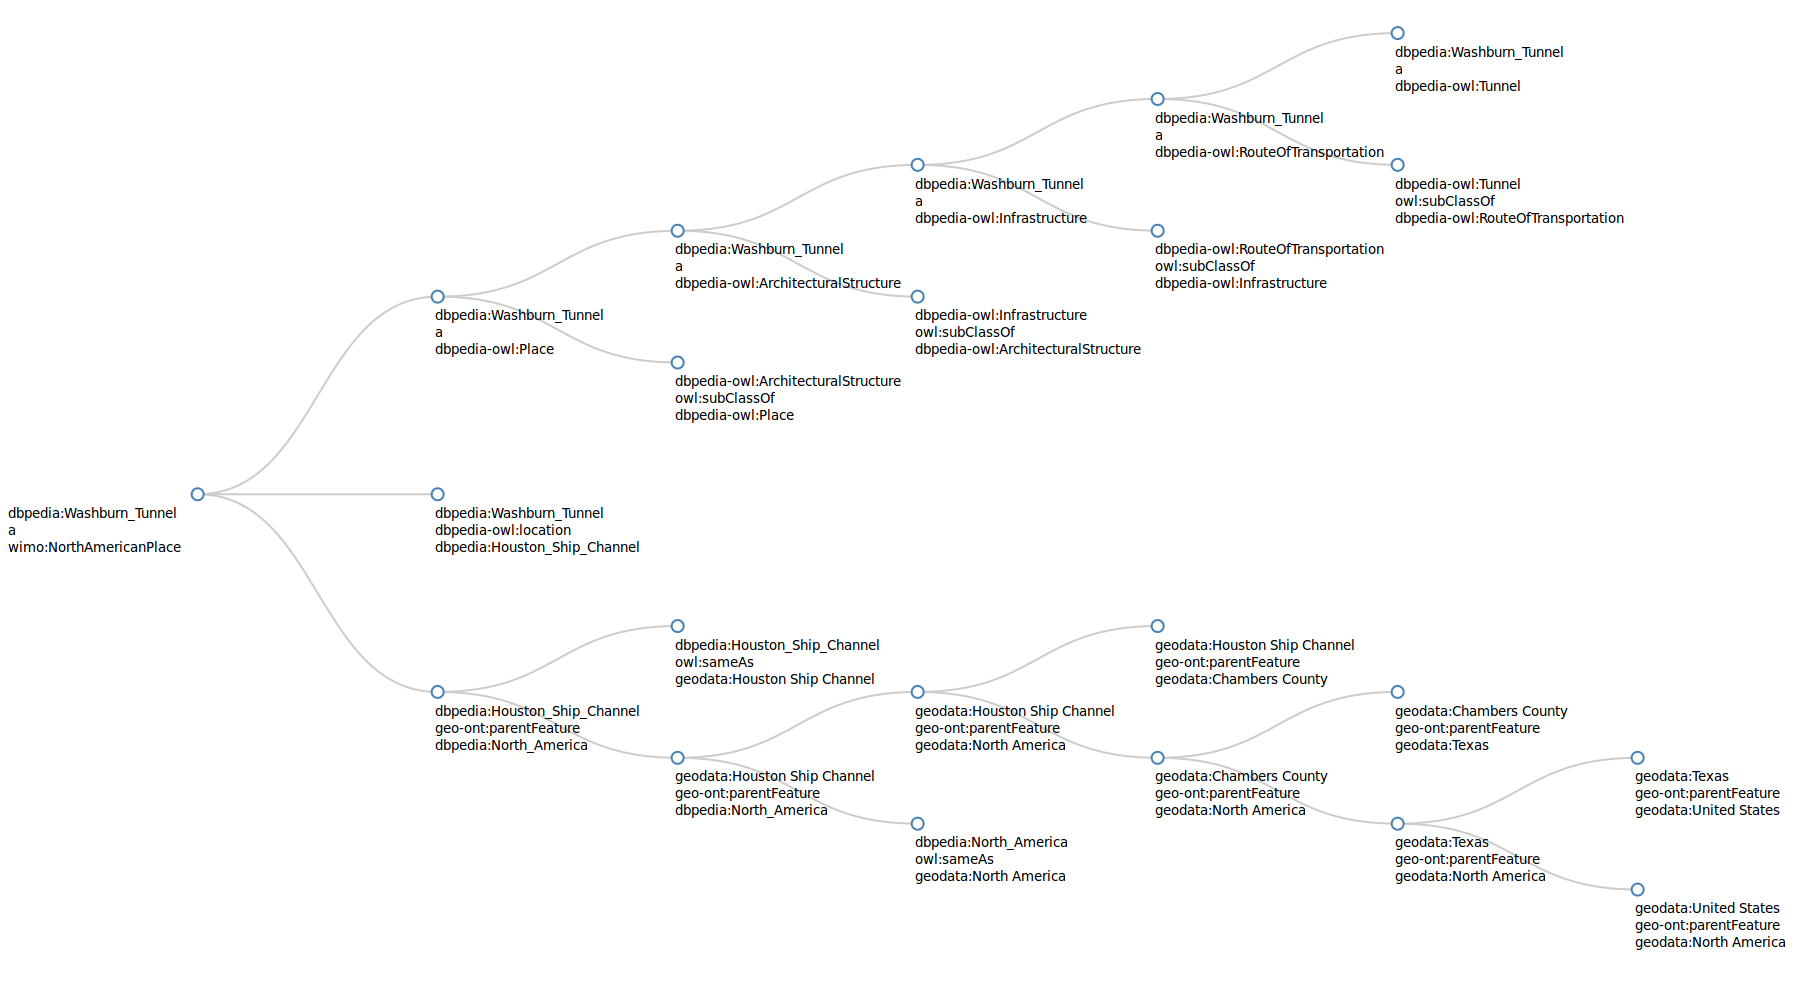 dbpedia:Washburn_Tunnel
a
dbpedia-owl:Tunnel
dbpedia:Washburn_Tunnel
a
dbpedia-owl:RouteOfTransportation
dbpedia-owl:Tunnel
owl:subClassOf
dbpedia-owl:RouteOfTransportation
dbpedia:Washburn_Tunnel
a
dbpedia-owl:Infrastructure
dbpedia-owl:RouteOfTransportation
owl:subClassOf
dbpedia-owl:Infrastructure
dbpedia:Washburn_Tunnel
a
dbpedia-owl:ArchitecturalStructure
dbpedia-owl:Infrastructure
owl:subClassOf
dbpedia-owl:ArchitecturalStructure
dbpedia:Washburn_Tunnel
a
dbpedia-owl:Place
dbpedia-owl:ArchitecturalStructure
owl:subClassOf
dbpedia-owl:Place
dbpedia:Washburn_Tunnel
a
wimo:NorthAmericanPlace
dbpedia:Washburn_Tunnel
dbpedia-owl:location
dbpedia:Houston_Ship_Channel
dbpedia:Houston_Ship_Channel
owl:sameAs
geodata:Houston Ship Channel
geodata:Houston Ship Channel
geo-ont:parentFeature
geodata:Chambers County
dbpedia:Houston_Ship_Channel
geo-ont:parentFeature
dbpedia:North_America
geodata:Houston Ship Channel
geo-ont:parentFeature
geodata:North America
geodata:Chambers County
geo-ont:parentFeature
geodata:Texas
geodata:Houston Ship Channel
geo-ont:parentFeature
dbpedia:North_America
geodata:Chambers County
geo-ont:parentFeature
geodata:North America
geodata:Texas
geo-ont:parentFeature
geodata:United States
dbpedia:North_America
owl:sameAs
geodata:North America
geodata:Texas
geo-ont:parentFeature
geodata:North America
geodata:United States
geo-ont:parentFeature
geodata:North America